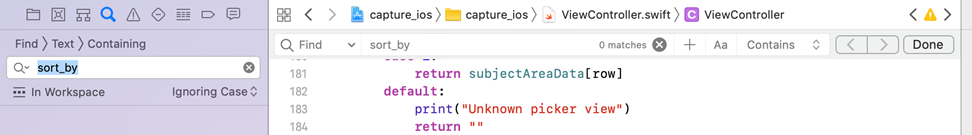 capture_ios capture_ios ViewController.swift C ViewController
Find Text Containing
Find sort_by 0 matches Aa Contains Done
sort_by
In Workspace Ignoring Case
181 return subjectAreaData[row]
182 default:
183 print("Unknown picker view")
184 return ""